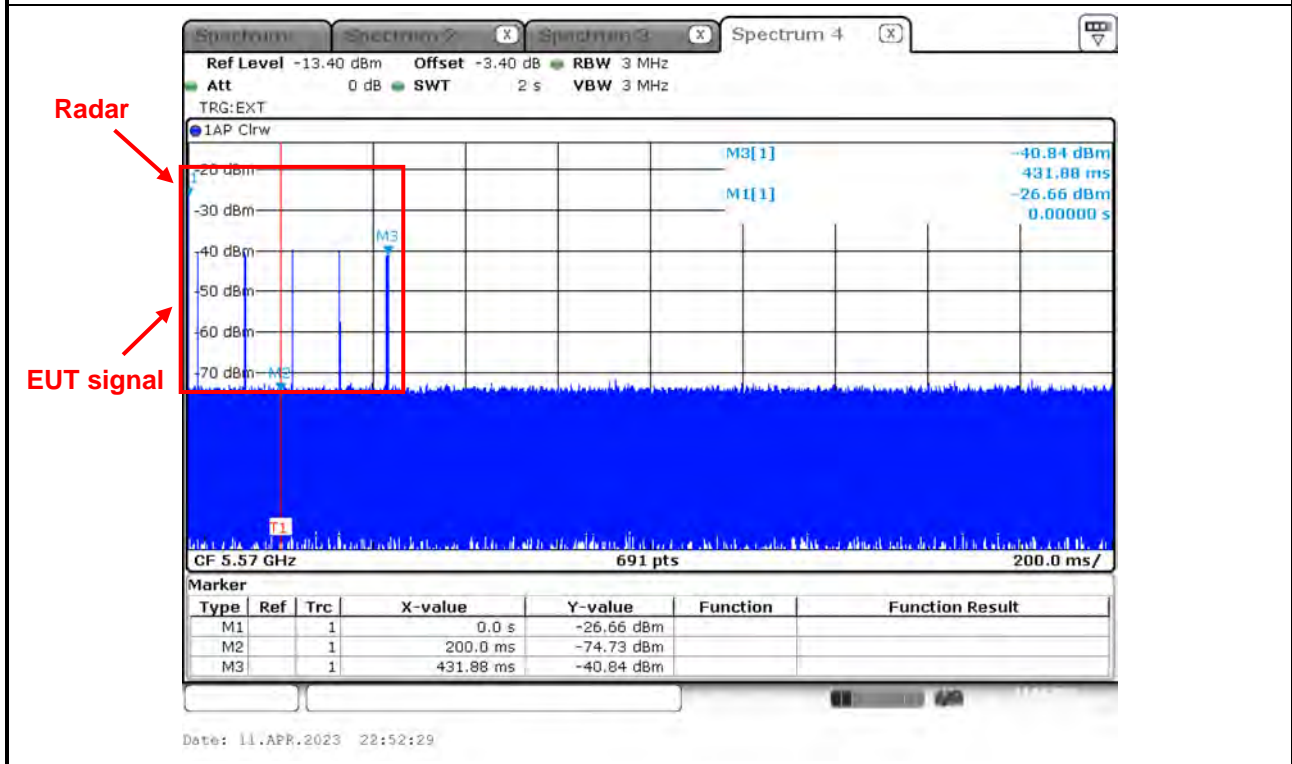 Spectrum Spectrum 2 X Spectrum 3 X Spectrum 4 X
Ref Level -13.40 dBm Offset -3.40 dB RBW 3 MHz
Att 0 dB SWT 2 s VBW 3 MHz
TRG:EXT
1AP Clrw
Radar
EUT signal
M3[1] -40.84 dBm
431.88 ms
M1[1] -26.66 dBm
0.00000 s
-20 dBm
-30 dBm
M3
-40 dBm
-50 dBm
-60 dBm
-70 dBm M2
T1
CF 5.57 GHz 691 pts 200.0 ms/
Marker
Type Ref Trc X-value Y-value Function Function Result
M1 1 0.0 s -26.66 dBm
M2 1 200.0 ms -74.73 dBm
M3 1 431.88 ms -40.84 dBm
Date: 11.APR.2023 22:52:29